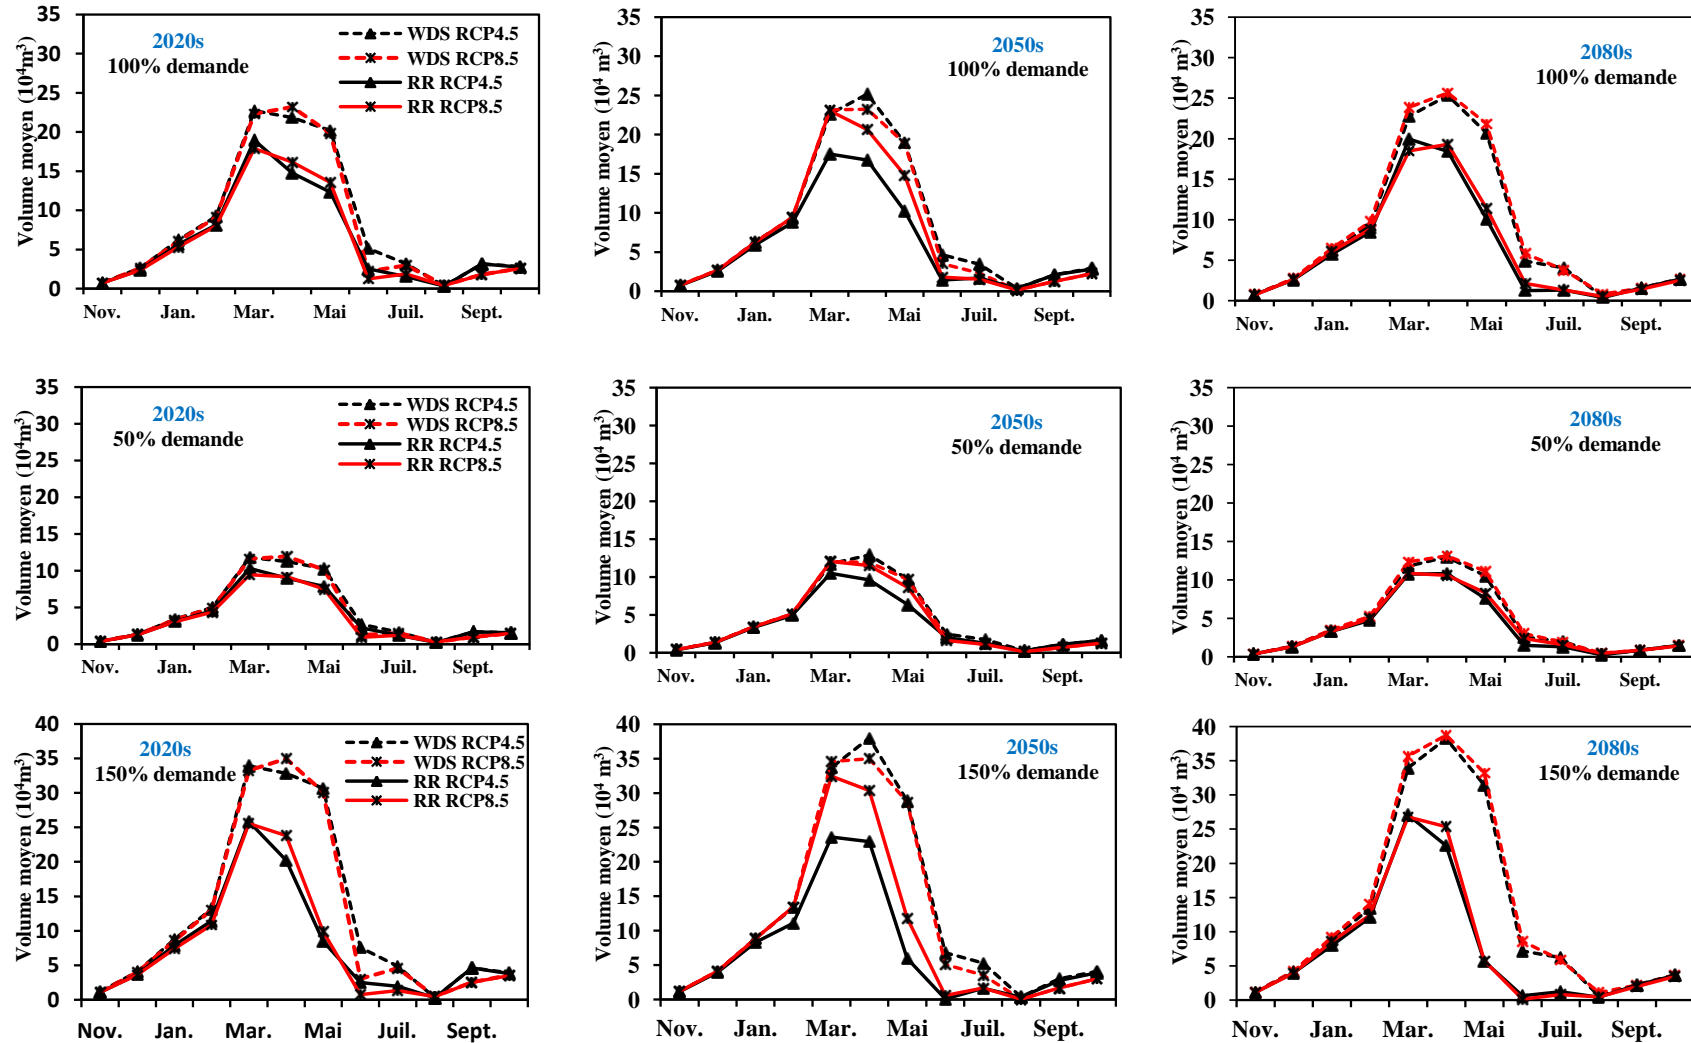 Volume moyen (10⁴m³)
35
30
25
20
15
10
5
0
2020s
100% demande
WDS RCP4.5
WDS RCP8.5
RR RCP4.5
RR RCP8.5
Nov. Jan. Mar. Mai Juil. Sept.
Volume moyen (10⁴ m³)
35
30
25
20
15
10
5
0
2050s
100% demande
Nov. Jan. Mar. Mai Juil. Sept.
Volume moyen (10⁴ m³)
35
30
25
20
15
10
5
0
2080s
100% demande
Nov. Jan. Mar. Mai Juil. Sept.
Volume moyen (10⁴m³)
35
30
25
20
15
10
5
0
2020s
50% demande
WDS RCP4.5
WDS RCP8.5
RR RCP4.5
RR RCP8.5
Nov. Jan. Mar. Mai Juil. Sept.
Volume moyen (10⁴ m³)
35
30
25
20
15
10
5
0
2050s
50% demande
Nov. Jan. Mar. Mai Juil. Sept.
Volume moyen (10⁴ m³)
35
30
25
20
15
10
5
0
2080s
50% demande
Nov. Jan. Mar. Mai Juil. Sept.
Volume moyen (10⁴m³)
40
35
30
25
20
15
10
5
0
2020s
150% demande
WDS RCP4.5
WDS RCP8.5
RR RCP4.5
RR RCP8.5
Nov. Jan. Mar. Mai Juil. Sept.
Volume moyen (10⁴ m³)
40
35
30
25
20
15
10
5
0
2050s
150% demande
Nov. Jan. Mar. Mai Juil. Sept.
Volume moyen (10⁴ m³)
40
35
30
25
20
15
10
5
0
2080s
150% demande
Nov. Jan. Mar. Mai Juil. Sept.